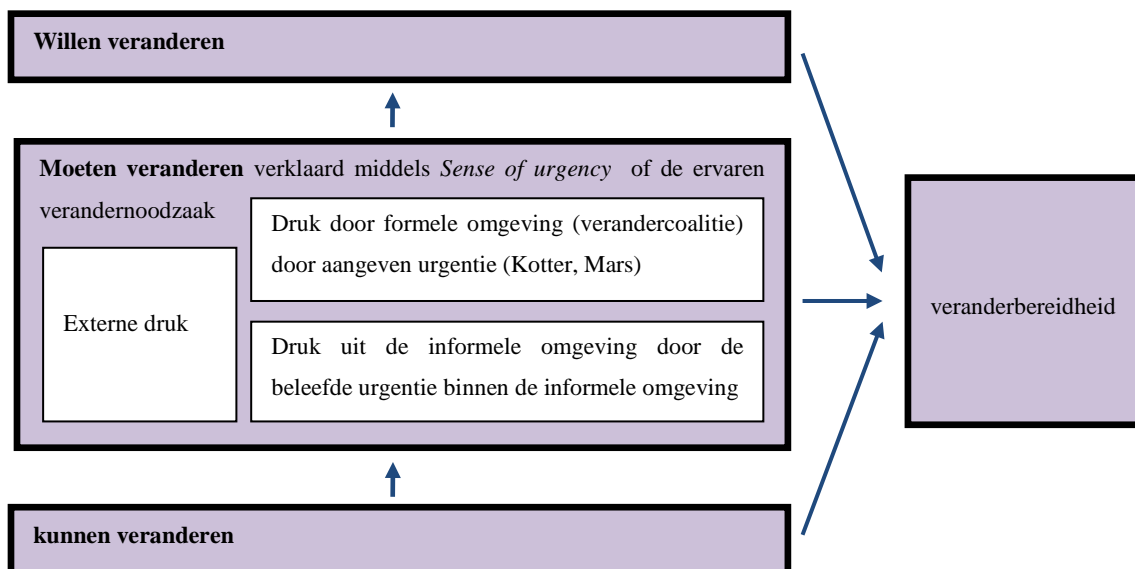 Willen veranderen
Moeten veranderen verklaard middels Sense of urgency of de ervaren
verandernoodzaak
Externe druk
Druk door formele omgeving (verandercoalitie)
door aangeven urgentie (Kotter, Mars)
Druk uit de informele omgeving door de
beleefde urgentie binnen de informele omgeving
kunnen veranderen
veranderbereidheid